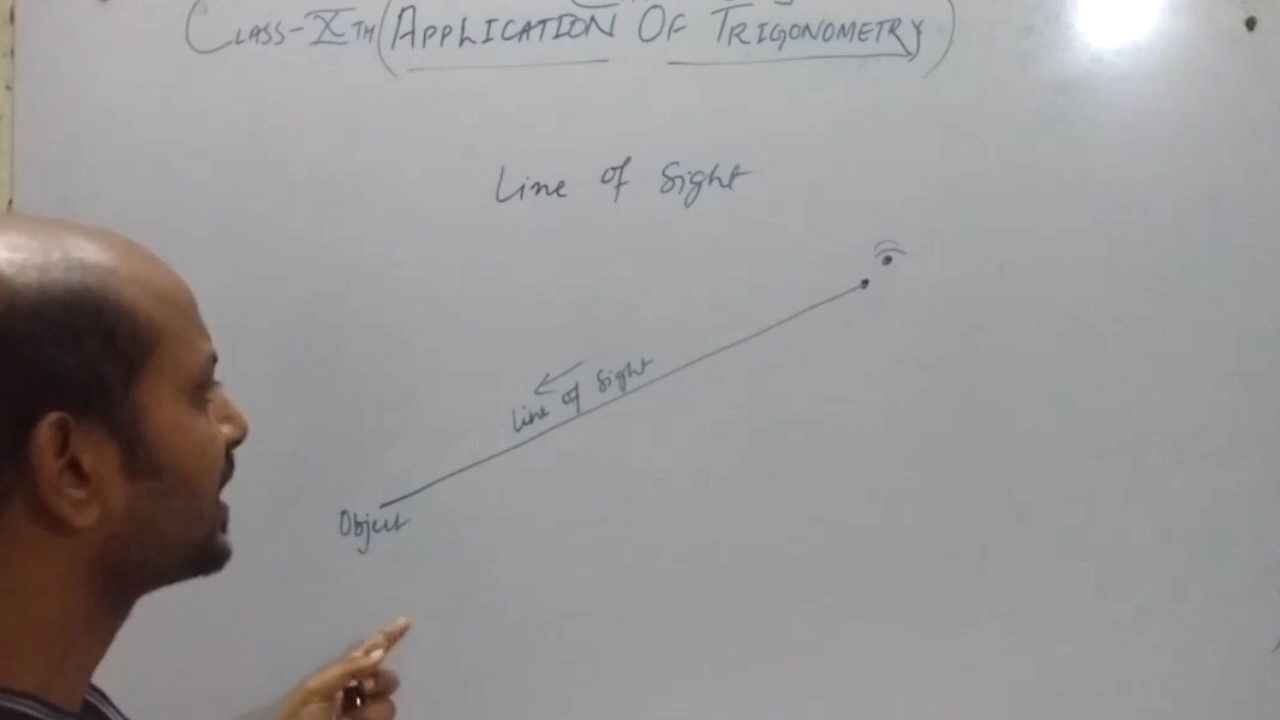 CLASS-XTH (APPLICATION OF TRIGONOMETRY)
Line of Sight
Line of Sight
Object